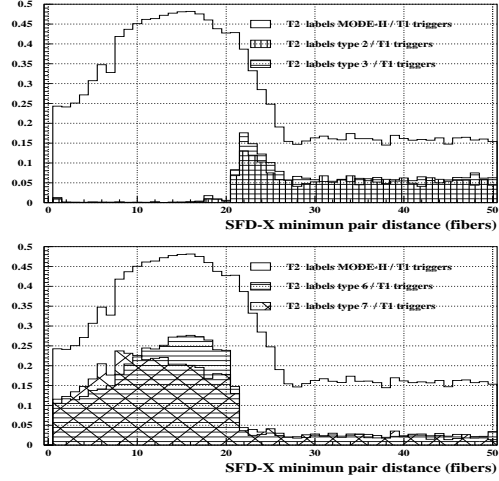 0.5
0.45
0.4
0.35
0.3
0.25
0.2
0.15
0.1
0.05
0
T2 labels MODE-H / T1 triggers
T2 labels type 2 / T1 triggers
T2 labels type 3 / T1 triggers
0 10 20 30 40 50
SFD-X minimun pair distance (fibers)
0.5
0.45
0.4
0.35
0.3
0.25
0.2
0.15
0.1
0.05
0
T2 labels MODE-H / T1 triggers
T2 labels type 6 / T1 triggers
T2 labels type 7 / T1 triggers
0 10 20 30 40 50
SFD-X minimun pair distance (fibers)